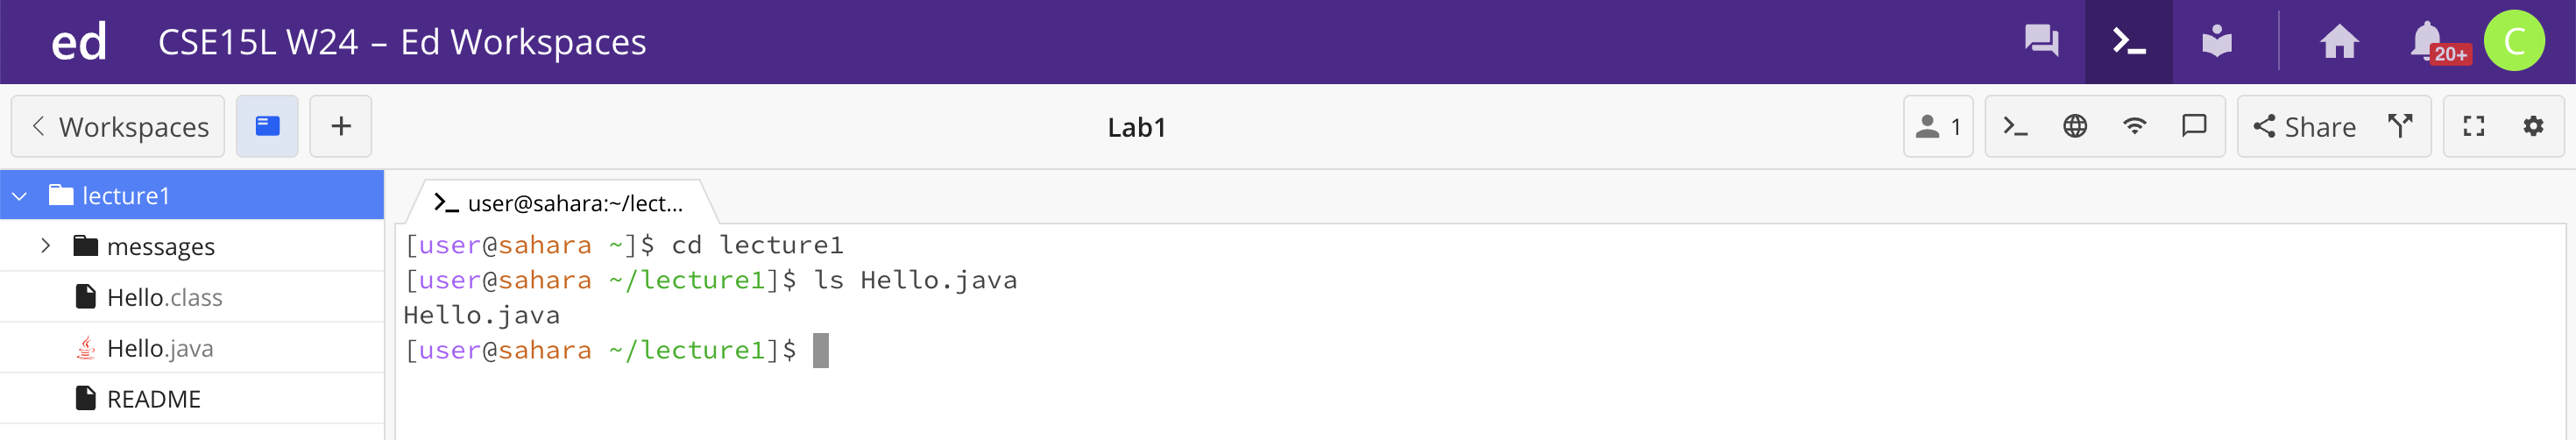 ed CSE15L W24 – Ed Workspaces 20+ C
Workspaces Lab1 1 Share
lecture1
messages
Hello.class
Hello.java
README
user@sahara:~/lect...
[user@sahara ~]$ cd lecture1
[user@sahara ~/lecture1]$ ls Hello.java
Hello.java
[user@sahara ~/lecture1]$